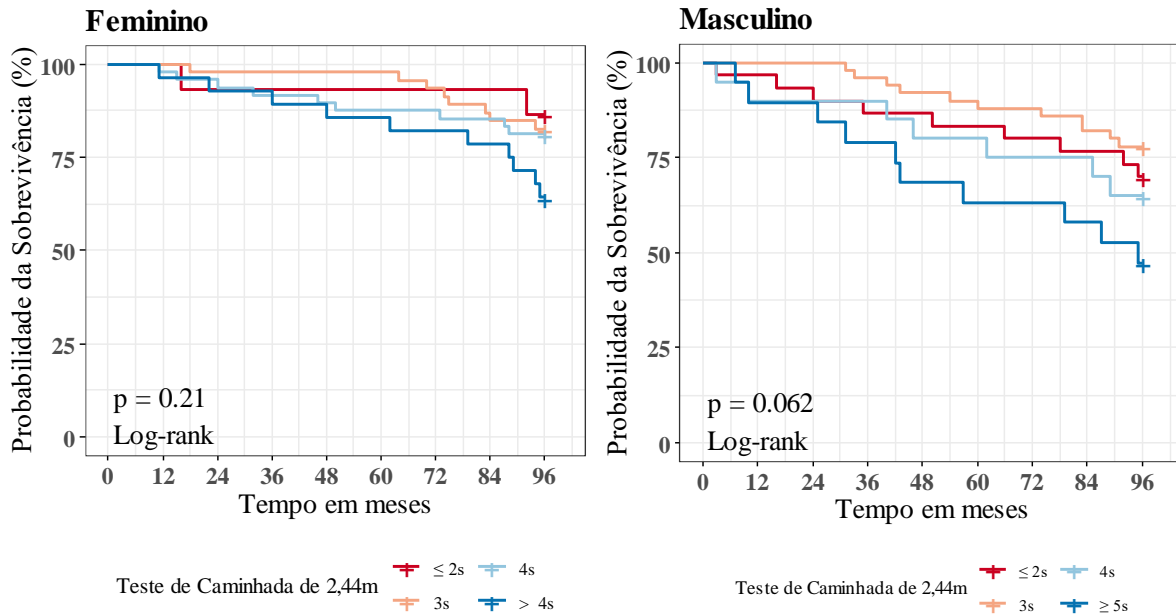 Feminino
Probabilidade da Sobrevivência (%)
100
75
50
25
0
p = 0.21
Log-rank
0 12 24 36 48 60 72 84 96
Tempo em meses
Teste de Caminhada de 2,44m
≤ 2s 4s
3s > 4s
Masculino
Probabilidade da Sobrevivência (%)
100
75
50
25
0
p = 0.062
Log-rank
0 12 24 36 48 60 72 84 96
Tempo em meses
Teste de Caminhada de 2,44m
≤ 2s 4s
3s ≥ 5s